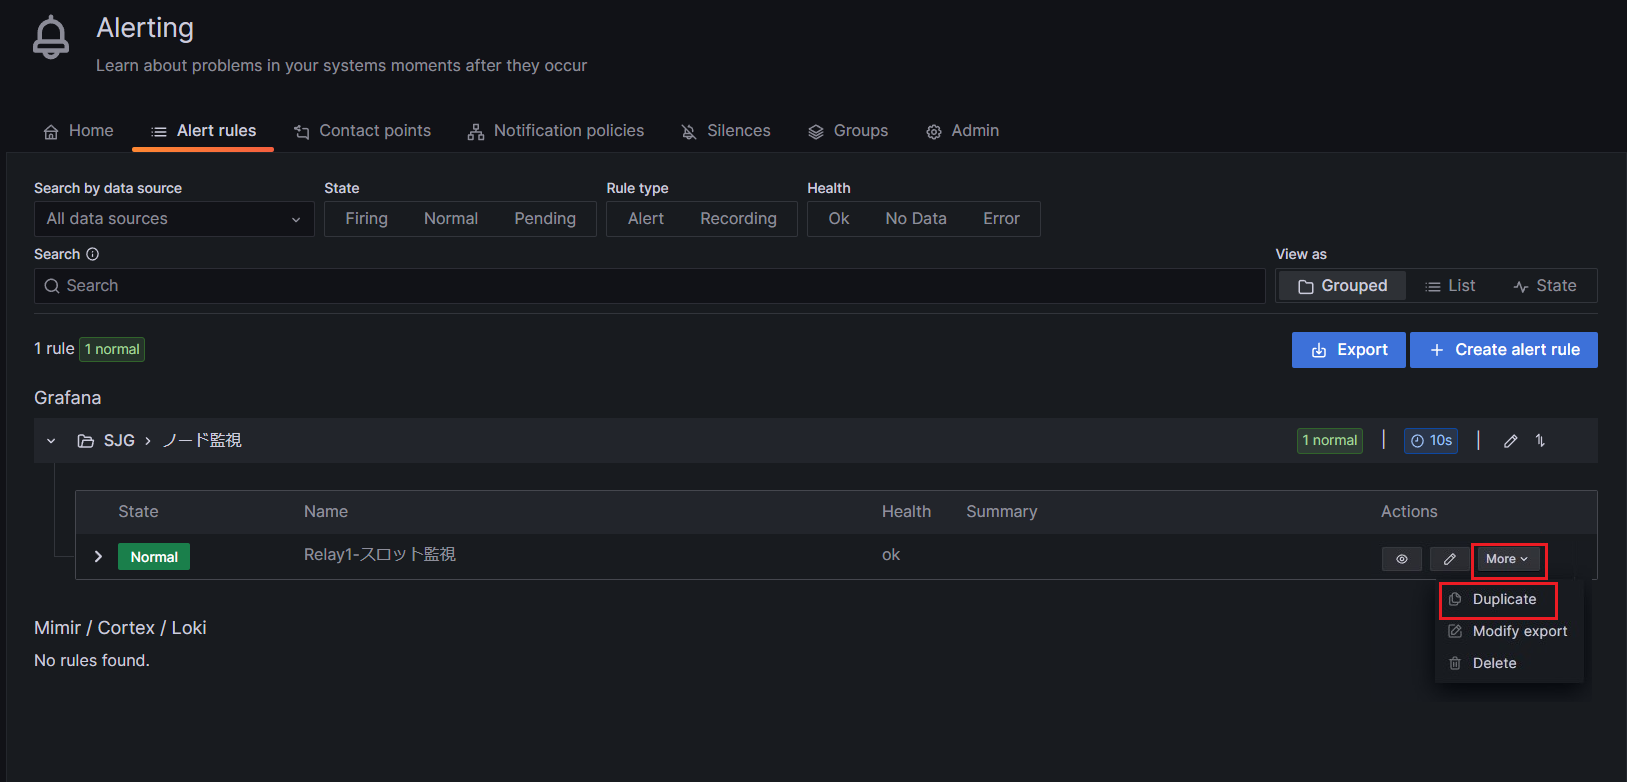 Alerting
Learn about problems in your systems moments after they occur
Home Alert rules Contact points Notification policies Silences Groups Admin
Search by data source State Rule type Health
All data sources Firing Normal Pending Alert Recording Ok No Data Error
Search View as
Search Grouped List State
1 rule 1 normal Export + Create alert rule
Grafana
SJG > ノード監視 1 normal | 10s |
State Name Health Summary Actions
Normal Relay1-スロット監視 ok More
Duplicate
Modify export
Delete
Mimir / Cortex / Loki
No rules found.